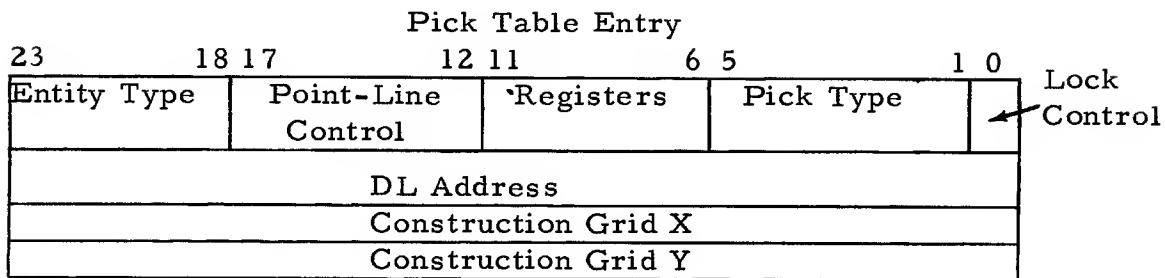 Pick Table Entry
23 18 17 12 11 6 5 1 0
Entity Type Point-Line Control Registers Pick Type Lock Control
DL Address
Construction Grid X
Construction Grid Y